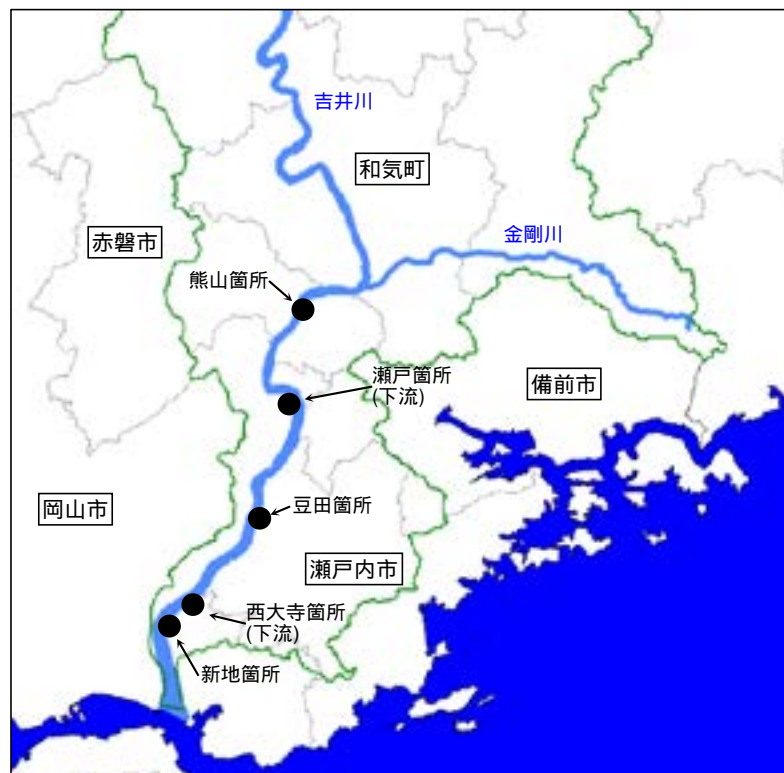 吉井川
和気町
赤磐市
金剛川
熊山箇所
瀬戸箇所
(下流)
備前市
岡山市
豆田箇所
瀬戸内市
西大寺箇所
(下流)
新地箇所